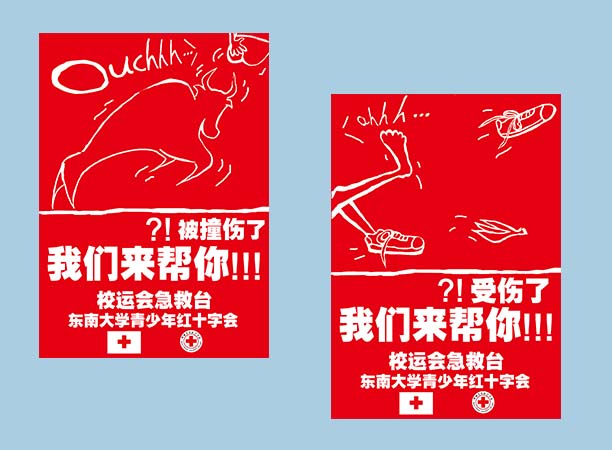 Ouchhh...
?! 被撞伤了
我们来帮你!!!
校运会急救台
东南大学青少年红十字会
ahhh...
?! 受伤了
我们来帮你!!!
校运会急救台
东南大学青少年红十字会